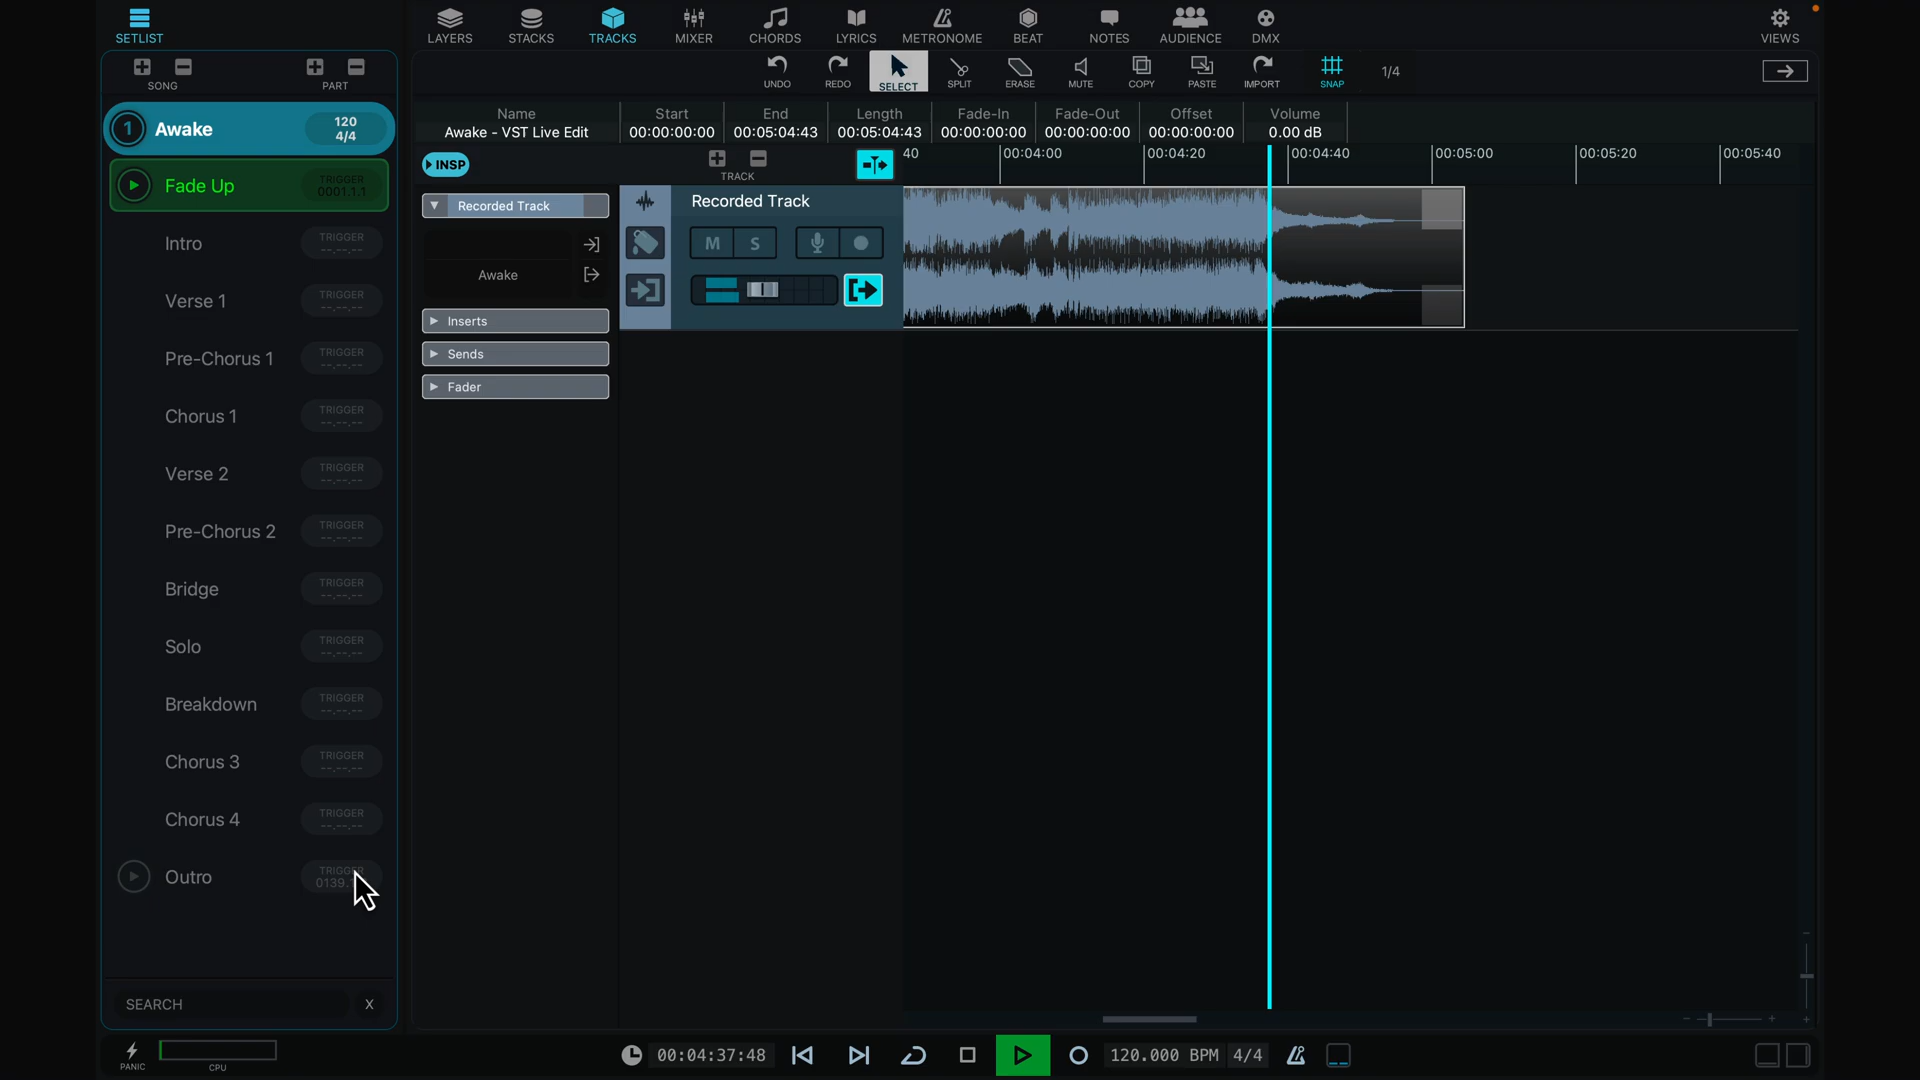 SETLIST
LAYERS
STACKS
TRACKS
MIXER
CHORDS
LYRICS
METRONOME
BEAT
NOTES
AUDIENCE
DMX
VIEWS
SONG
PART
UNDO
REDO
SELECT
SPLIT
ERASE
MUTE
COPY
PASTE
IMPORT
SNAP
1/4
1
Awake
120
4/4
Name
Awake - VST Live Edit
Start
00:00:00:00
End
00:05:04:43
Length
00:05:04:43
Fade-In
00:00:00:00
Fade-Out
00:00:00:00
Offset
00:00:00:00
Volume
0.00 dB
INSP
TRACK
40
00:04:00
00:04:20
00:04:40
00:05:00
00:05:20
00:05:40
Fade Up
TRIGGER
0001.1.1
Recorded Track
Awake
Inserts
Sends
Fader
Recorded Track
M
S
Intro
TRIGGER
--.--.--
Verse 1
TRIGGER
--.--.--
Pre-Chorus 1
TRIGGER
--.--.--
Chorus 1
TRIGGER
--.--.--
Verse 2
TRIGGER
--.--.--
Pre-Chorus 2
TRIGGER
--.--.--
Bridge
TRIGGER
--.--.--
Solo
TRIGGER
--.--.--
Breakdown
TRIGGER
--.--.--
Chorus 3
TRIGGER
--.--.--
Chorus 4
TRIGGER
--.--.--
Outro
TRIGGER
0139.
SEARCH
X
PANIC
CPU
00:04:37:48
120.000 BPM
4/4